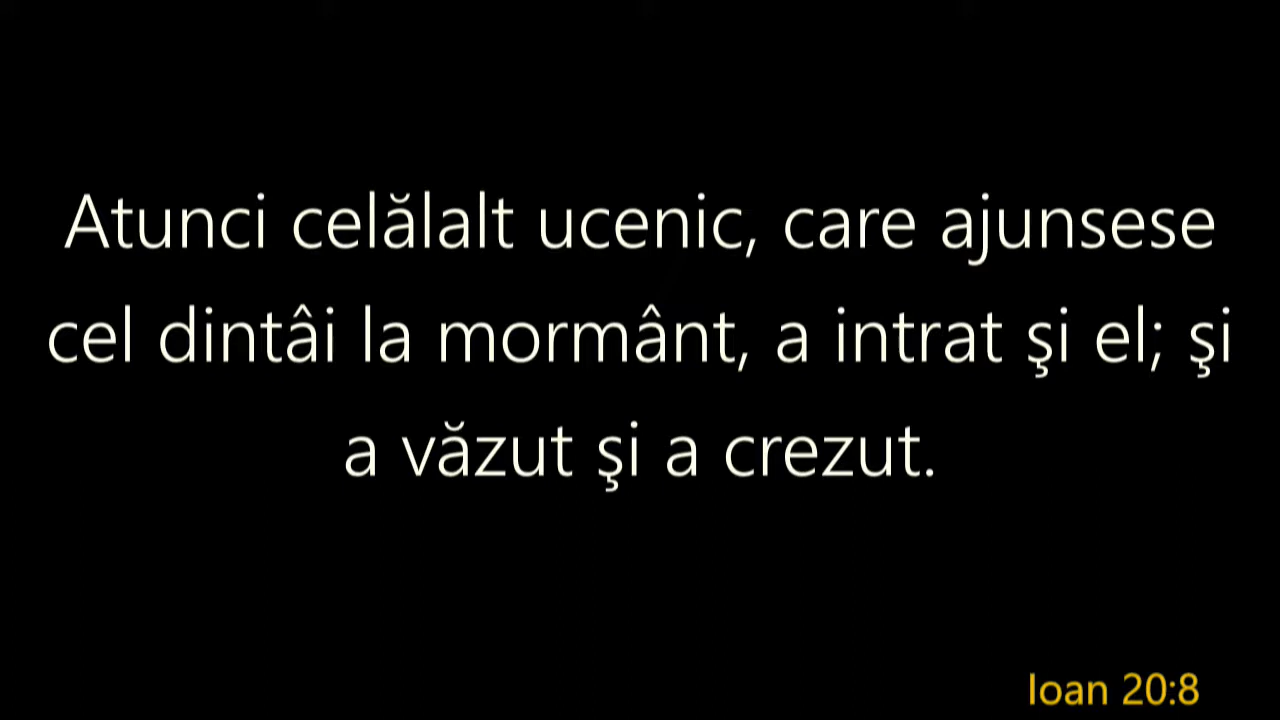 Atunci celălalt ucenic, care ajunsese
cel dintâi la mormânt, a intrat şi el; şi
a văzut şi a crezut.
Ioan 20:8